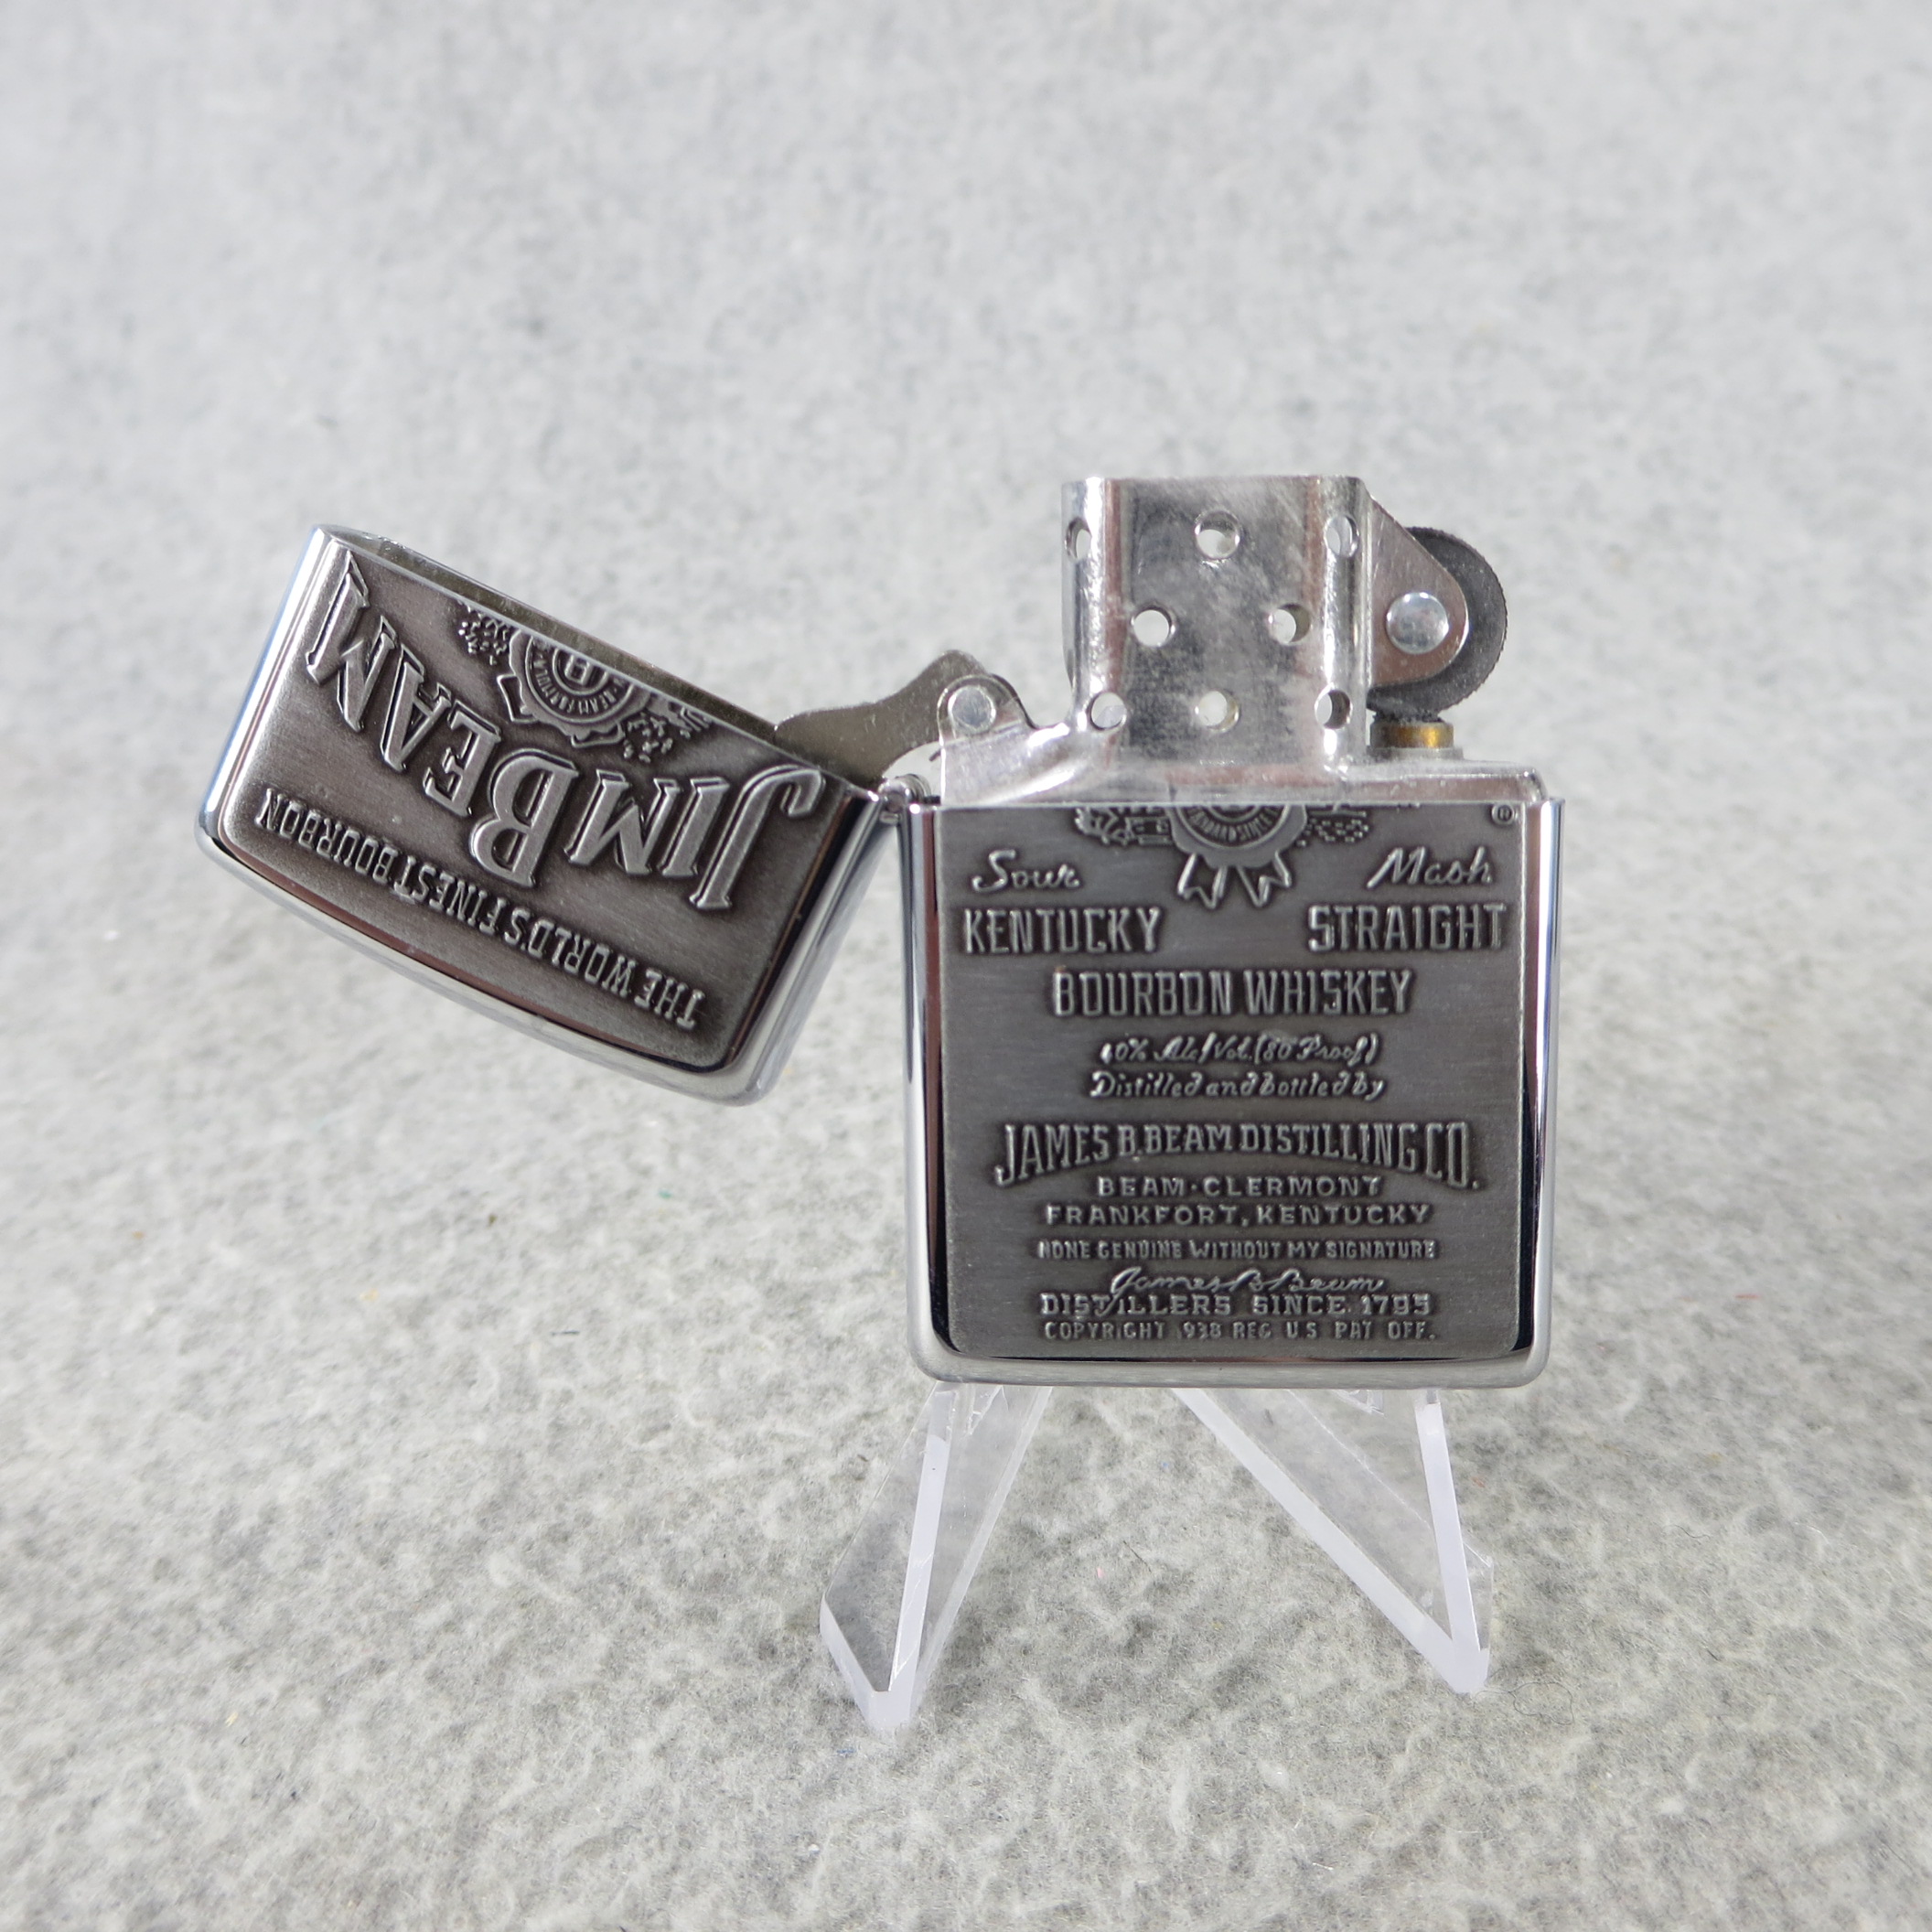 THE WORLD'S FINEST BOURBON
JIM BEAM
B
®
Sour Mash
KENTUCKY STRAIGHT
BOURBON WHISKEY
40% Alc/Vol. (80 Proof)
Distilled and bottled by
JAMES B. BEAM DISTILLING CO.
BEAM·CLERMONT
FRANKFORT, KENTUCKY
NONE GENUINE WITHOUT MY SIGNATURE
James B Beam
DISTILLERS SINCE 1795
COPYRIGHT 1938 REG U S PAT OFF.